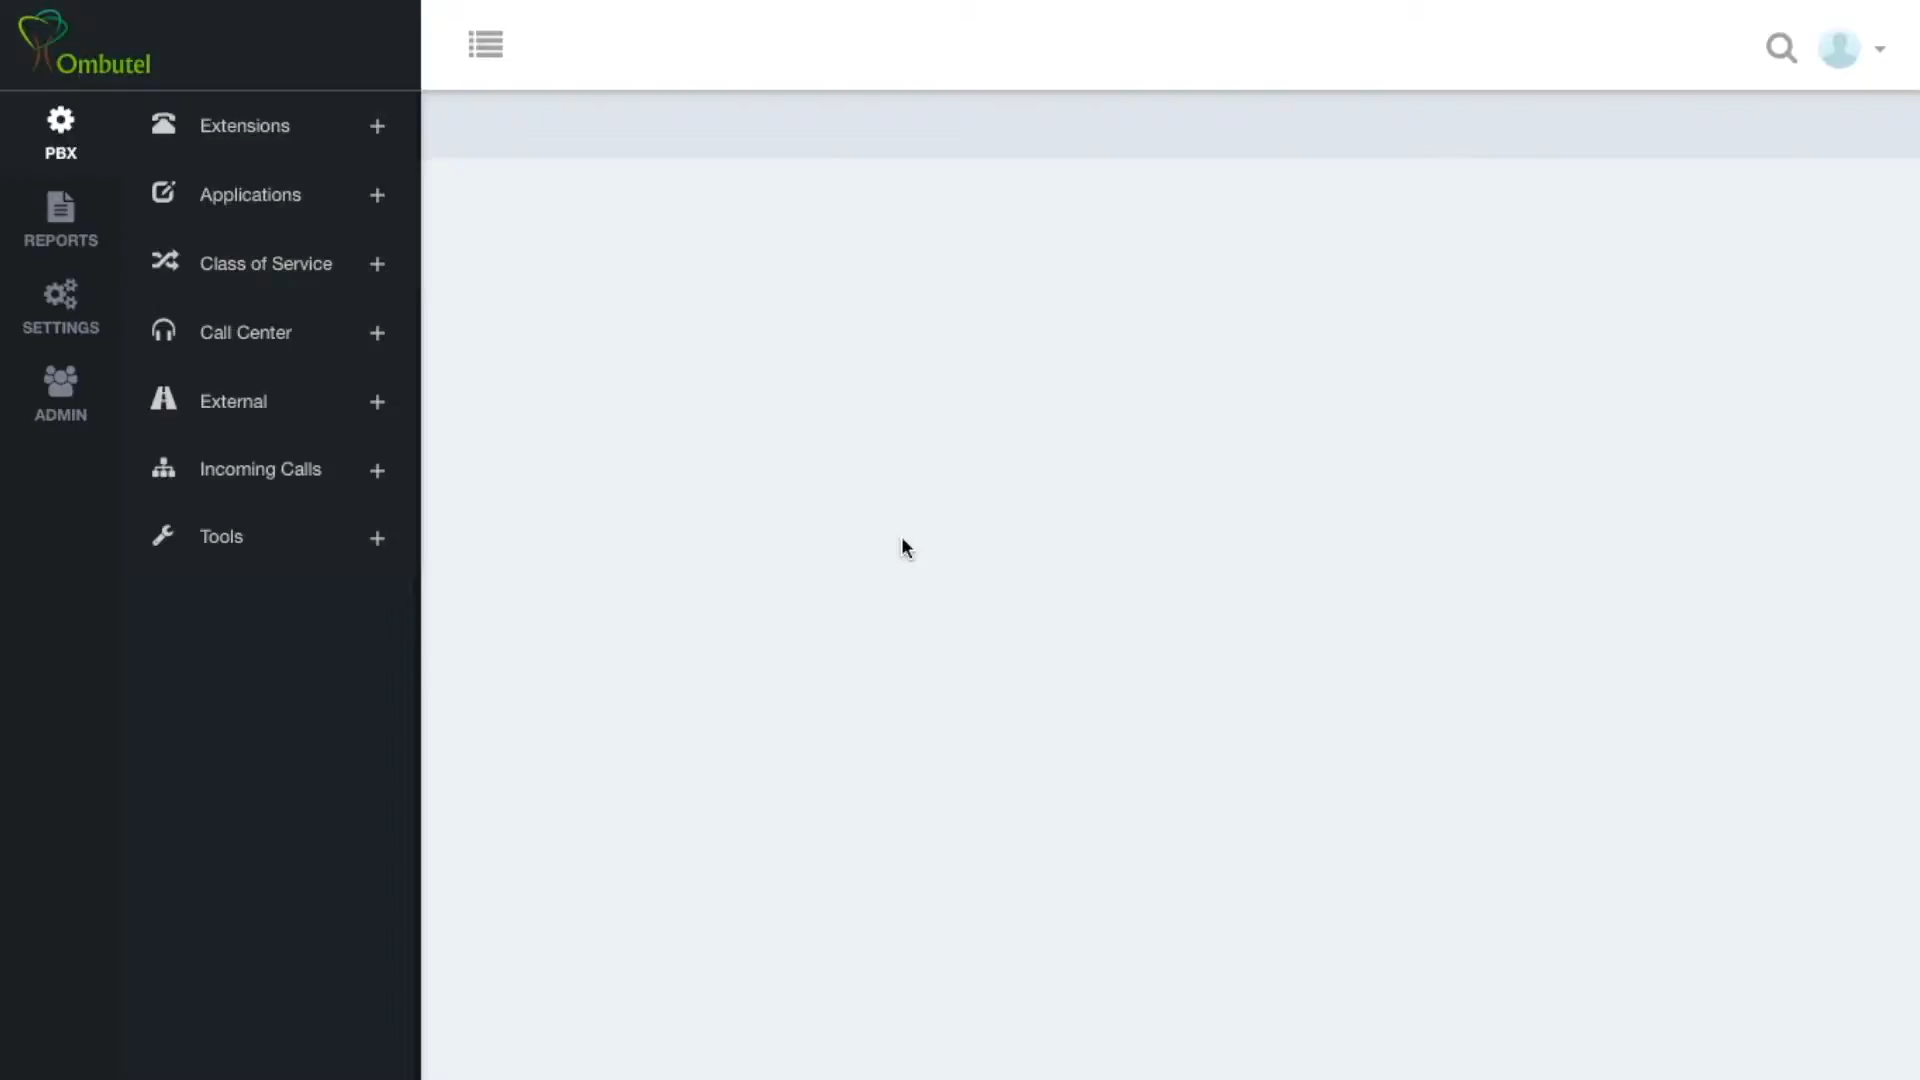 Ombutel
PBX
REPORTS
SETTINGS
ADMIN
Extensions
Applications
Class of Service
Call Center
External
Incoming Calls
Tools